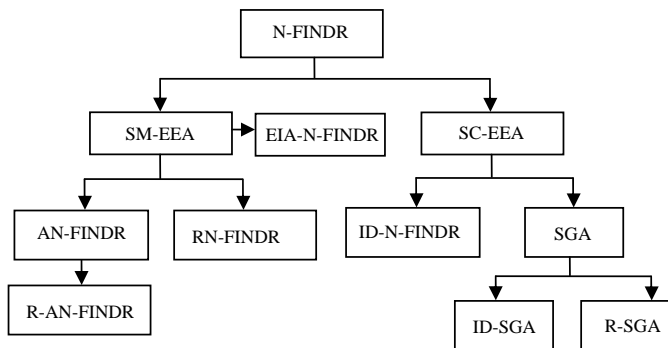 N-FINDR
SM-EEA
EIA-N-FINDR
SC-EEA
AN-FINDR
RN-FINDR
ID-N-FINDR
SGA
R-AN-FINDR
ID-SGA
R-SGA